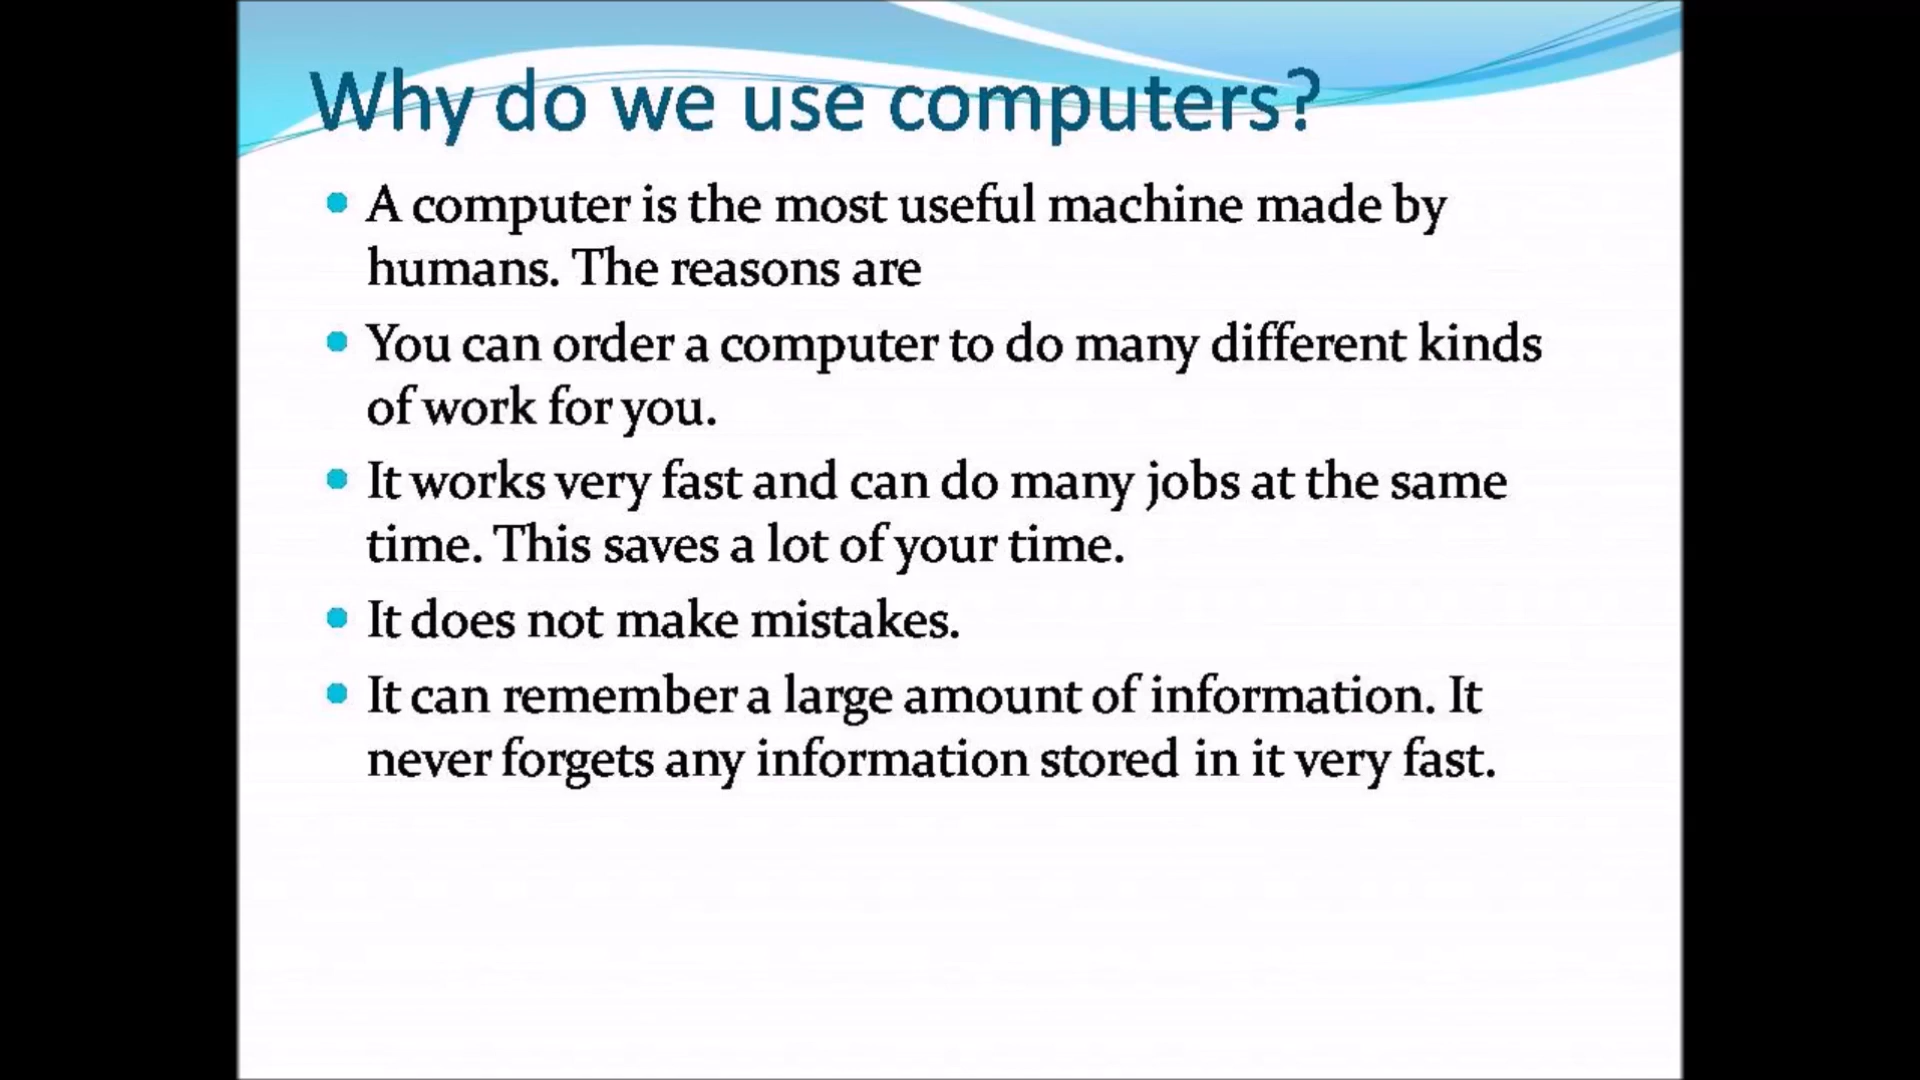 Why do we use computers?
A computer is the most useful machine made by
humans. The reasons are
You can order a computer to do many different kinds
of work for you.
It works very fast and can do many jobs at the same
time. This saves a lot of your time.
It does not make mistakes.
It can remember a large amount of information. It
never forgets any information stored in it very fast.